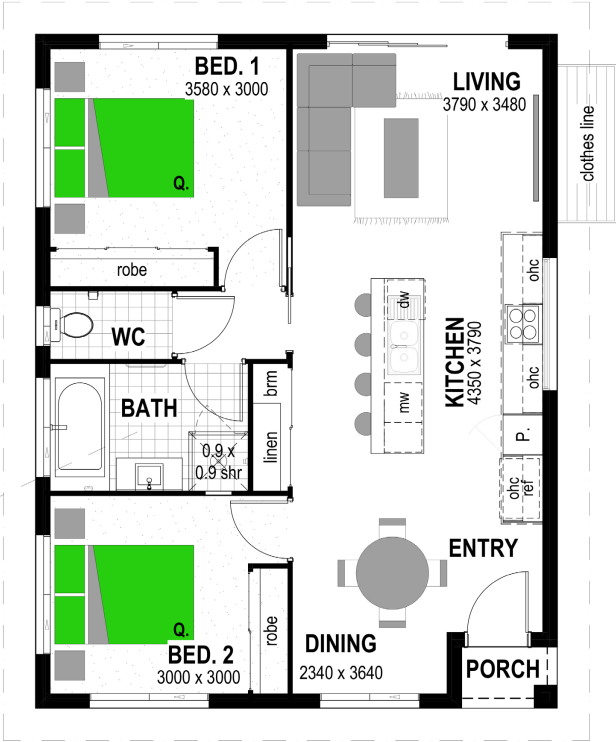 BED. 1
3580 x 3000
Q.
robe
LIVING
3790 x 3480
clothes line
WC
BATH
0.9 x
0.9 shr
brm
linen
dw
mw
KITCHEN
4350 x 3790
ohc
ohc
P.
ohc
ref
ENTRY
Q.
BED. 2
3000 x 3000
robe
DINING
2340 x 3640
PORCH